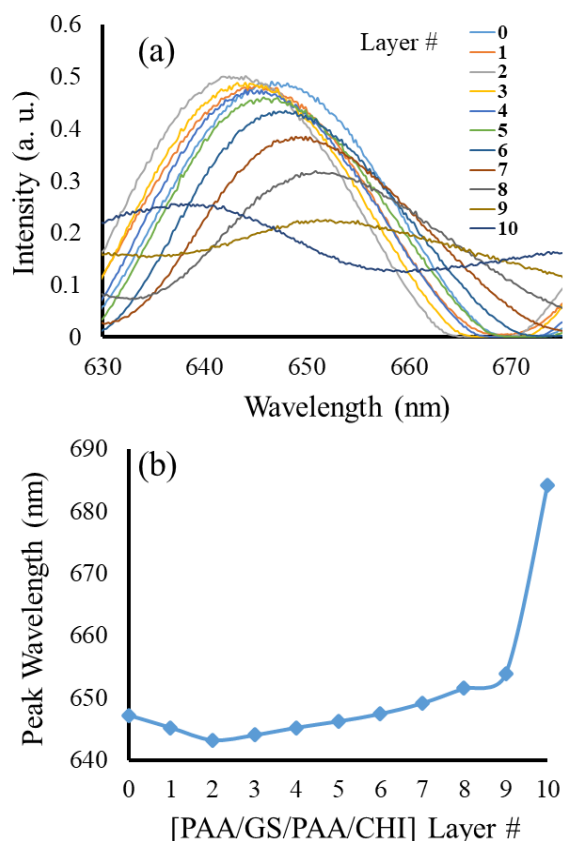 (a)
Layer #
0
1
2
3
4
5
6
7
8
9
10
Intensity (a. u.)
0.6
0.5
0.4
0.3
0.2
0.1
0
630 640 650 660 670
Wavelength (nm)
(b)
Peak Wavelength (nm)
690
680
670
660
650
640
0 1 2 3 4 5 6 7 8 9 10
[PAA/GS/PAA/CHI] Layer #